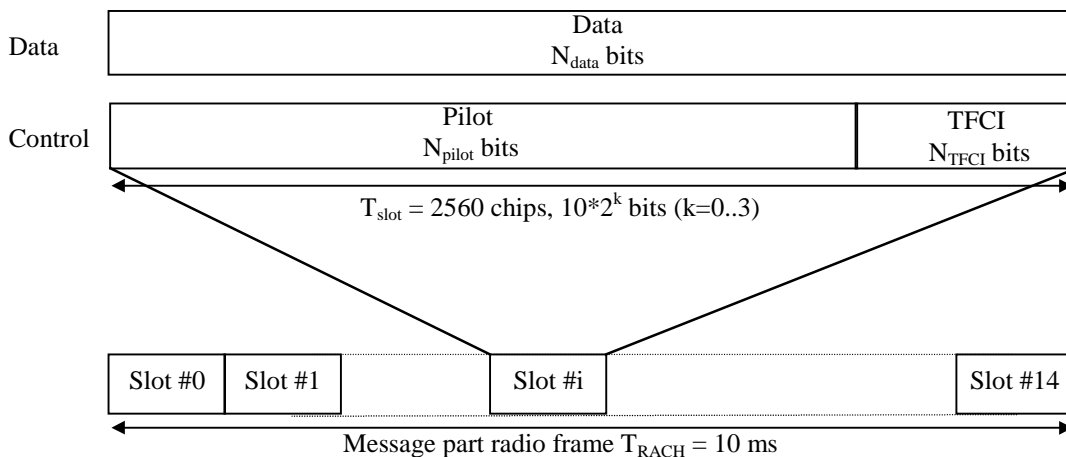 Data
Data
N_data bits
Control
Pilot
N_pilot bits
TFCI
N_TFCI bits
T_slot = 2560 chips, 10*2^k bits (k=0..3)
Slot #0
Slot #1
Slot #i
Slot #14
Message part radio frame T_RACH = 10 ms